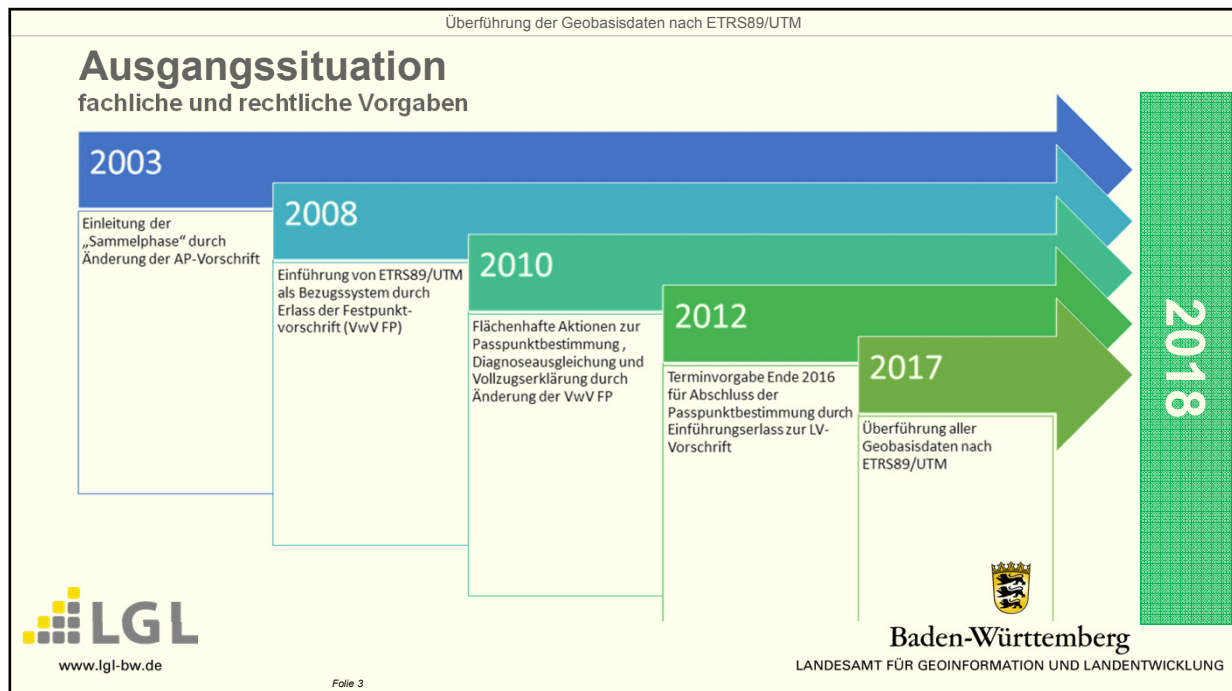 Überführung der Geobasisdaten nach ETRS89/UTM
Ausgangssituation
fachliche und rechtliche Vorgaben
2003
Einleitung der
„Sammelphase“ durch
Änderung der AP-Vorschrift
2008
Einführung von ETRS89/UTM
als Bezugssystem durch
Erlass der Festpunkt-
vorschrift (VwV FP)
2010
Flächenhafte Aktionen zur
Passpunktbestimmung ,
Diagnoseausgleichung und
Vollzugserklärung durch
Änderung der VwV FP
2012
Terminvorgabe Ende 2016
für Abschluss der
Passpunktbestimmung durch
Einführungserlass zur LV-
Vorschrift
2017
Überführung aller
Geobasisdaten nach
ETRS89/UTM
2018
LGL
www.lgl-bw.de
Folie 3
Baden-Württemberg
LANDESAMT FÜR GEOINFORMATION UND LANDENTWICKLUNG